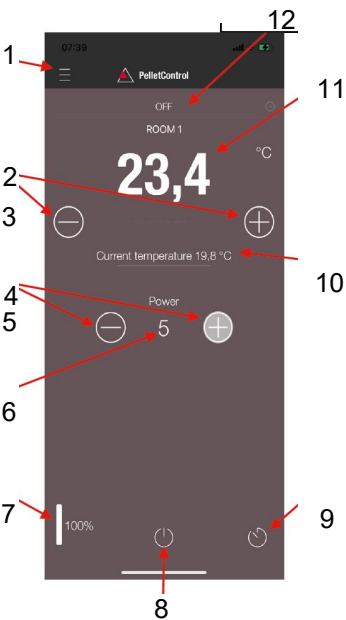 12
07:39
1
PelletControl
OFF
11
ROOM 1
23,4
°C
2
3
Current temperature 19,8 °C
10
4
Power
5
5
6
7
100%
9
8